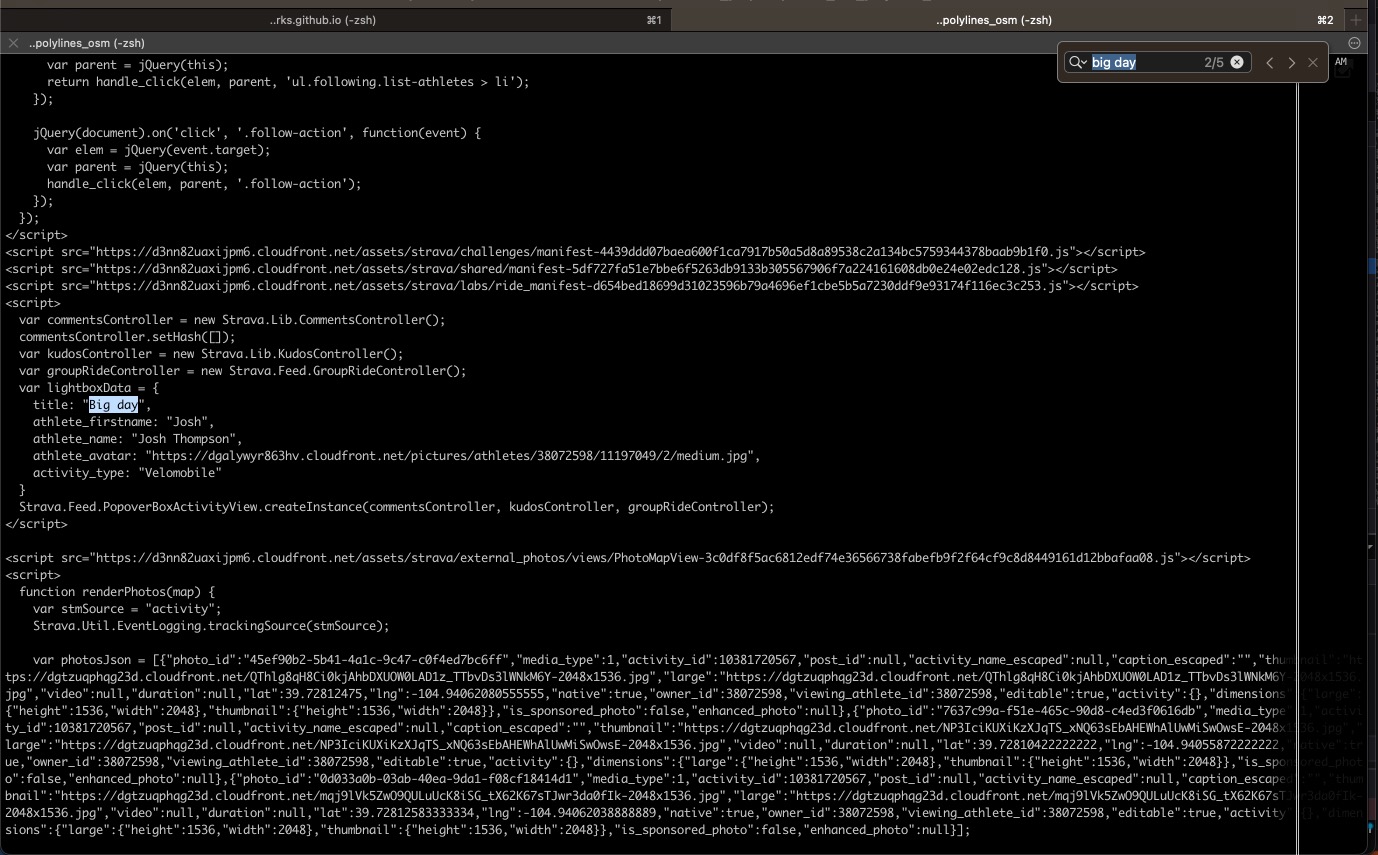 ..rks.github.io (-zsh) ⌘1 ..polylines_osm (-zsh) ⌘2
..polylines_osm (-zsh)
big day 2/5
AM
var parent = jQuery(this);
return handle_click(elem, parent, 'ul.following.list-athletes > li');
});
jQuery(document).on('click', '.follow-action', function(event) {
var elem = jQuery(event.target);
var parent = jQuery(this);
handle_click(elem, parent, '.follow-action');
});
});
</script>
<script src="https://d3nn82uaxijpm6.cloudfront.net/assets/strava/challenges/manifest-4439ddd07baea600f1ca7917b50a5d8a89538c2a134bc5759344378baab9b1f0.js"></script>
<script src="https://d3nn82uaxijpm6.cloudfront.net/assets/strava/shared/manifest-5df727fa51e7bbe6f5263db9133b305567906f7a224161608db0e24e02edc128.js"></script>
<script src="https://d3nn82uaxijpm6.cloudfront.net/assets/strava/labs/ride_manifest-d654bed18699d31023596b79a4696ef1cbe5b5a7230ddf9e93174f116ec3c253.js"></script>
<script>
var commentsController = new Strava.Lib.CommentsController();
commentsController.setHash([]);
var kudosController = new Strava.Lib.KudosController();
var groupRideController = new Strava.Feed.GroupRideController();
var lightboxData = {
title: "Big day",
athlete_firstname: "Josh",
athlete_name: "Josh Thompson",
athlete_avatar: "https://dgalywyr863hv.cloudfront.net/pictures/athletes/38072598/11197049/2/medium.jpg",
activity_type: "Velomobile"
}
Strava.Feed.PopoverBoxActivityView.createInstance(commentsController, kudosController, groupRideController);
</script>
<script src="https://d3nn82uaxijpm6.cloudfront.net/assets/strava/external_photos/views/PhotoMapView-3c0df8f5ac6812edf74e36566738fabefb9f2f64cf9c8d8449161d12bbafaa08.js"></script>
<script>
function renderPhotos(map) {
var stmSource = "activity";
Strava.Util.EventLogging.trackingSource(stmSource);
var photosJson = [{"photo_id":"45ef90b2-5b41-4a1c-9c47-c0f4ed7bc6ff","media_type":1,"activity_id":10381720567,"post_id":null,"activity_name_escaped":null,"caption_escaped":"","thumbnail":"ht
tps://dgtzuqphqg23d.cloudfront.net/QThlg8qH8Ci0kjAhbDXUOW0LAD1z_TTbvDs3lWNkM6Y-2048x1536.jpg","large":"https://dgtzuqphqg23d.cloudfront.net/QThlg8qH8Ci0kjAhbDXUOW0LAD1z_TTbvDs3lWNkM6Y-2048x1536.
jpg","video":null,"duration":null,"lat":39.72812475,"lng":-104.94062080555555,"native":true,"owner_id":38072598,"viewing_athlete_id":38072598,"editable":true,"activity":{},"dimensions":{"large":
{"height":1536,"width":2048},"thumbnail":{"height":1536,"width":2048}},"is_sponsored_photo":false,"enhanced_photo":null},{"photo_id":"7637c99a-f51e-465c-90d8-c4ed3f0616db","media_type":1,"activi
ty_id":10381720567,"post_id":null,"activity_name_escaped":null,"caption_escaped":"","thumbnail":"https://dgtzuqphqg23d.cloudfront.net/NP3IciKUXiKzXJqTS_xNQ63sEbAHEWhAlUwMiSwOwsE-2048x1536.jpg","
large":"https://dgtzuqphqg23d.cloudfront.net/NP3IciKUXiKzXJqTS_xNQ63sEbAHEWhAlUwMiSwOwsE-2048x1536.jpg","video":null,"duration":null,"lat":39.72810422222222,"lng":-104.94055872222222,"native":tr
ue,"owner_id":38072598,"viewing_athlete_id":38072598,"editable":true,"activity":{},"dimensions":{"large":{"height":1536,"width":2048},"thumbnail":{"height":1536,"width":2048}},"is_sponsored_phot
o":false,"enhanced_photo":null},{"photo_id":"0d033a0b-03ab-40ea-9da1-f08cf18414d1","media_type":1,"activity_id":10381720567,"post_id":null,"activity_name_escaped":null,"caption_escaped":"","thum
bnail":"https://dgtzuqphqg23d.cloudfront.net/mqj9lVk5ZwO9QULuUcK8iSG_tX62K67sTJwr3da0fIk-2048x1536.jpg","large":"https://dgtzuqphqg23d.cloudfront.net/mqj9lVk5ZwO9QULuUcK8iSG_tX62K67sTJwr3da0fIk-
2048x1536.jpg","video":null,"duration":null,"lat":39.72812583333334,"lng":-104.94062038888889,"native":true,"owner_id":38072598,"viewing_athlete_id":38072598,"editable":true,"activity":{},"dimen
sions":{"large":{"height":1536,"width":2048},"thumbnail":{"height":1536,"width":2048}},"is_sponsored_photo":false,"enhanced_photo":null}];